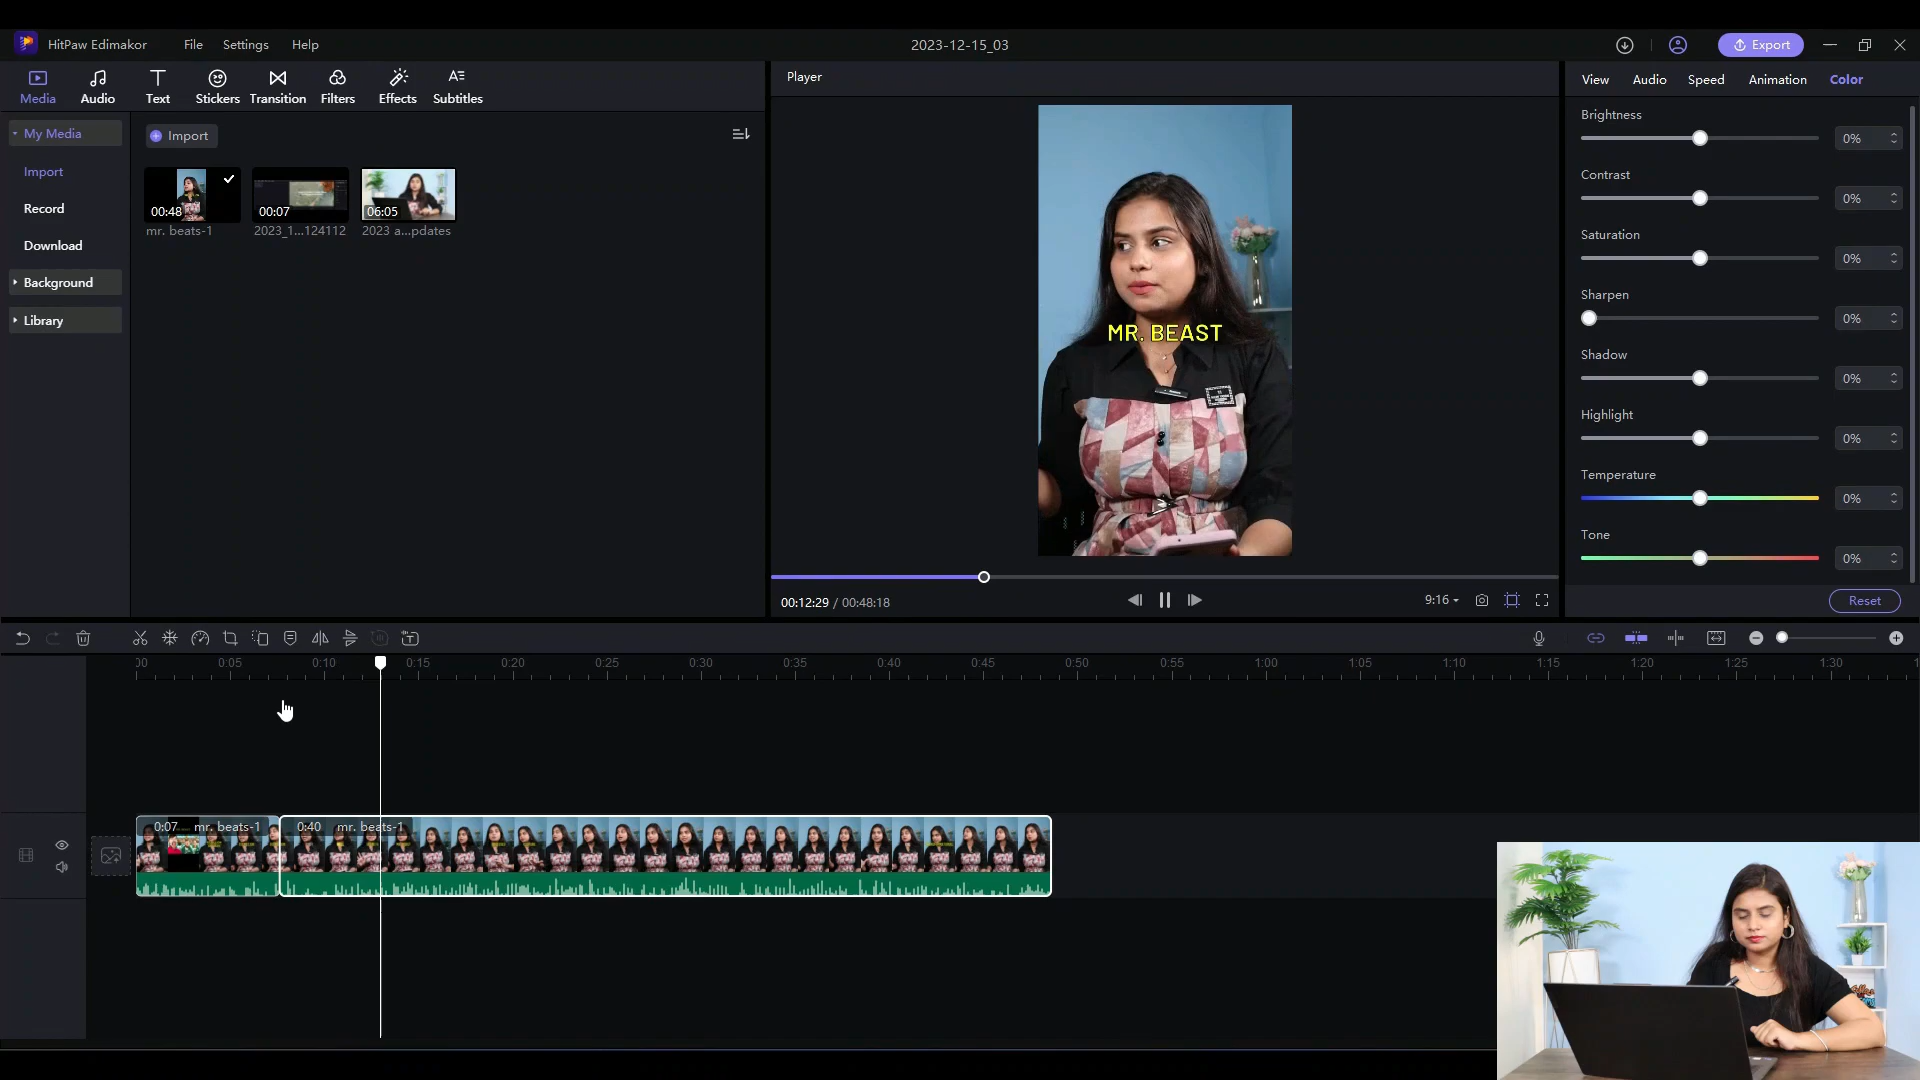 HitPaw Edimakor
File
Settings
Help
2023-12-15_03
Export
Media
Audio
Text
Stickers
Transition
Filters
Effects
Subtitles
Player
View
Audio
Speed
Animation
Color
My Media
Import
Record
Download
Background
Library
Import
00:48
mr. beats-1
00:07
2023_1...124112
06:05
2023 a...pdates
MR. BEAST
Brightness
0%
Contrast
0%
Saturation
0%
Sharpen
0%
Shadow
0%
Highlight
0%
Temperature
0%
Tone
0%
Reset
00:12:29 / 00:48:18
9:16
00
0:05
0:10
0:15
0:20
0:25
0:30
0:35
0:40
0:45
0:50
0:55
1:00
1:05
1:10
1:15
1:20
1:25
1:30
0:07 mr. beats-1
0:40 mr. beats-1